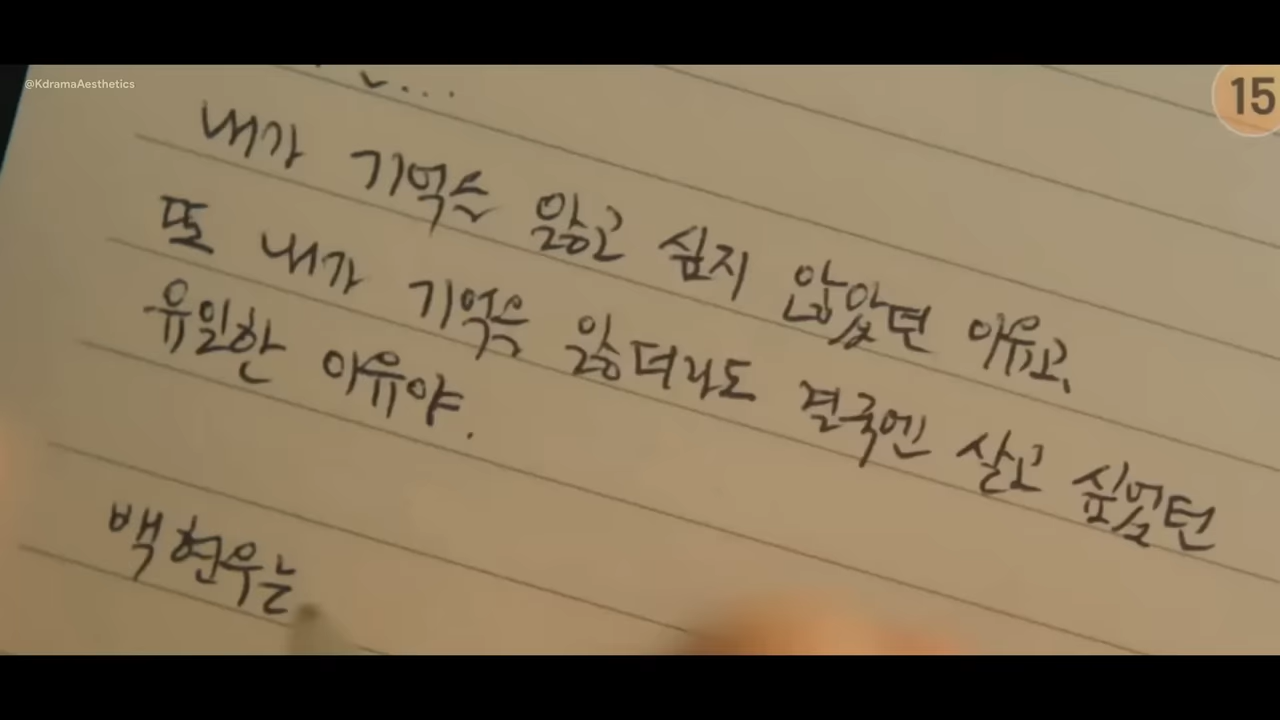 @KdramaAesthetics
15
내가 기억을 잃고 싶지 않았던 이유고,
또 내가 기억을 잃더라도 결국엔 살고 싶었던
유일한 이유야.
백현우는